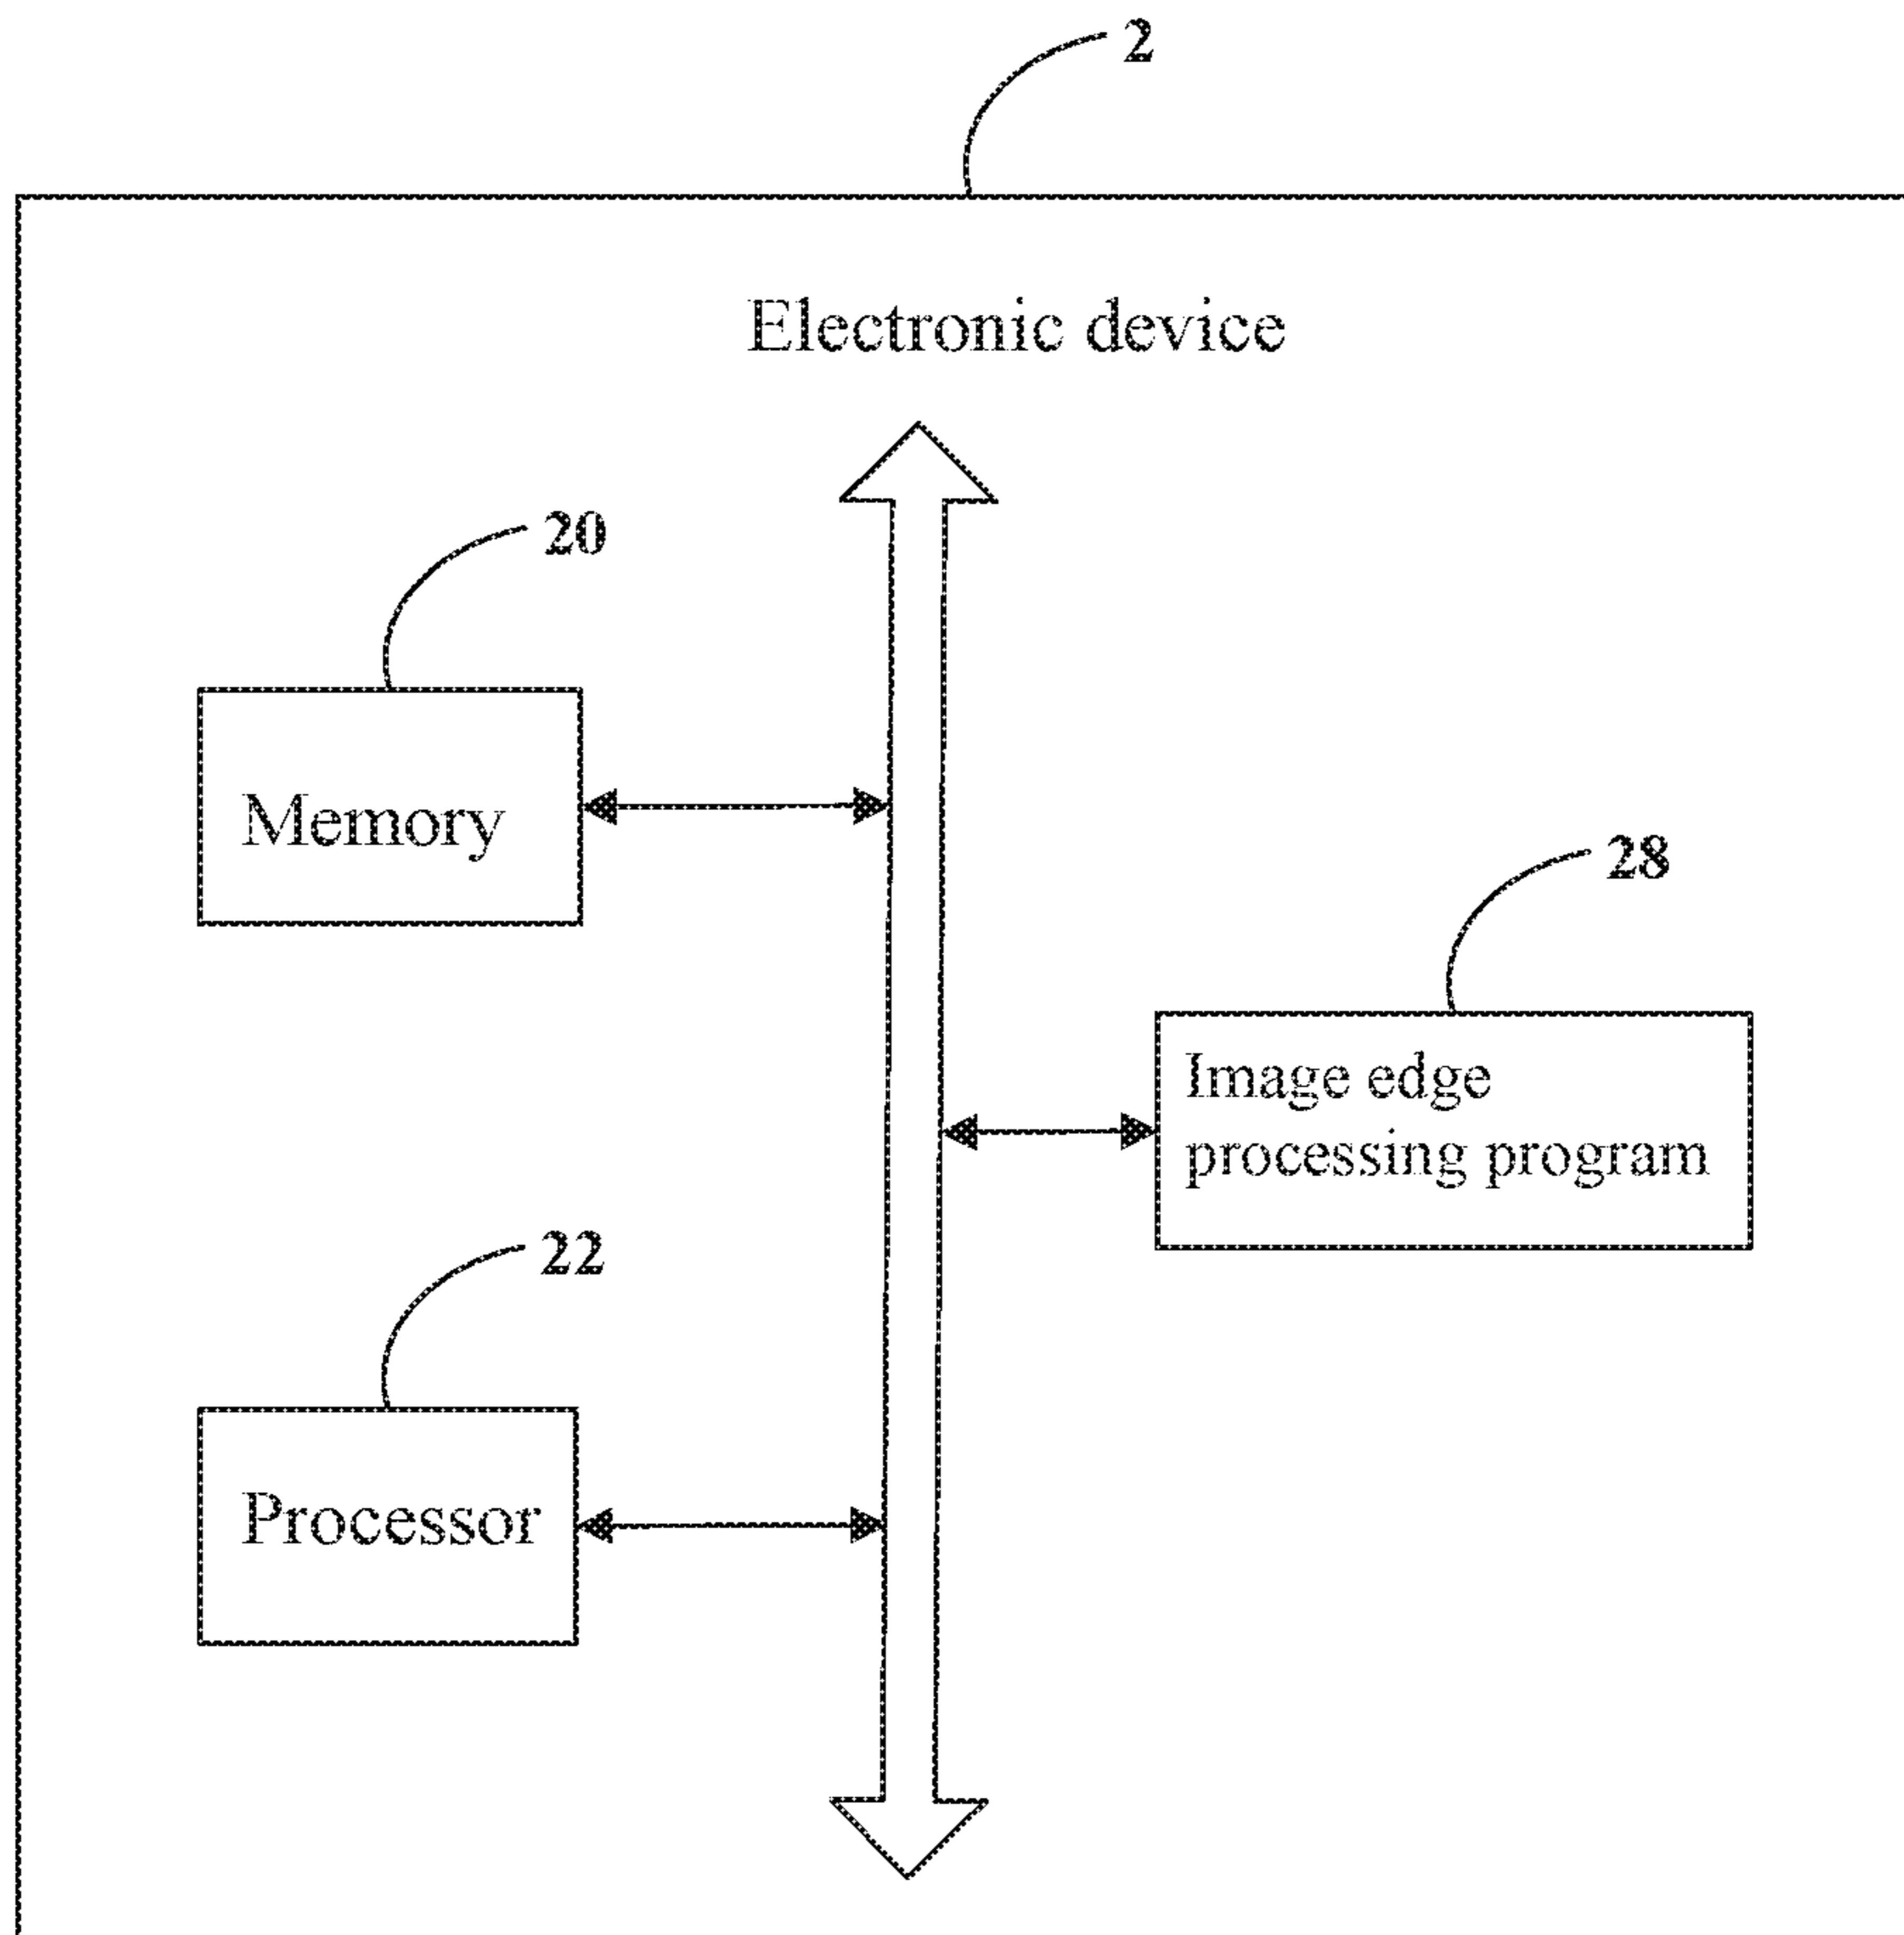 2
Electronic device
20
Memory
28
Image edge
processing program
22
Processor